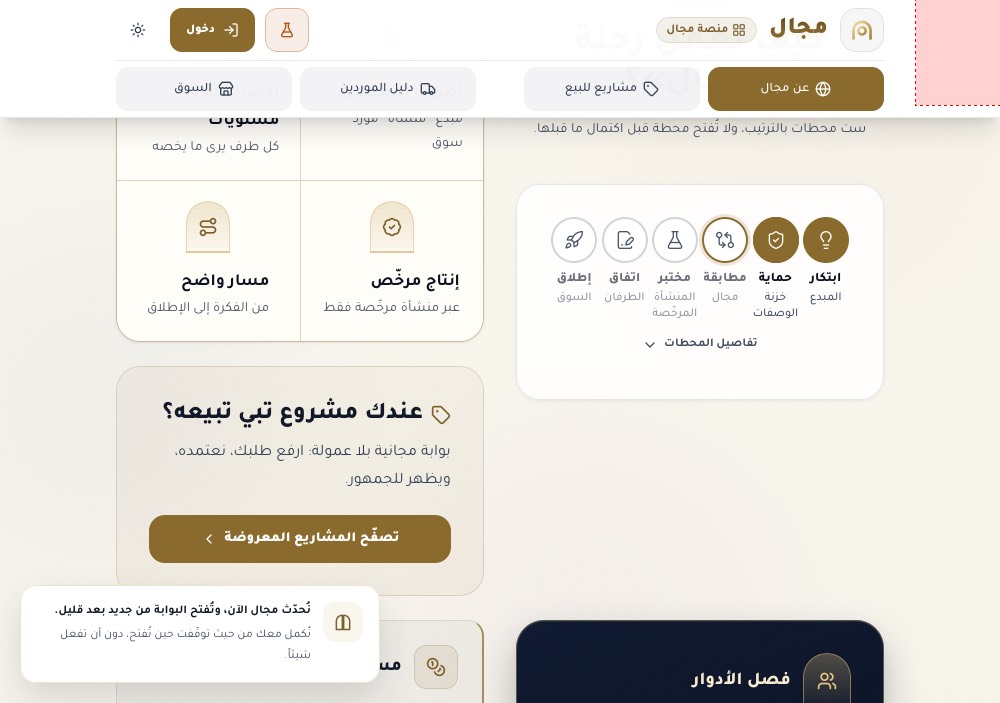 مجال
منصة مجال
دخول
عن مجال
مشاريع للبيع
دليل الموردين
السوق
ست محطات بالترتيب، ولا تُفتح محطة قبل اكتمال ما قبلها.
ابتكار
المبدع
حماية
خزنة
الوصفات
مطابقة
مجال
مختبر
المنشأة
المرخّصة
اتفاق
الطرفان
إطلاق
السوق
تفاصيل المحطات
سوق
مستويات
كل طرف يرى ما يخصه
إنتاج مرخّص
عبر منشأة مرخّصة فقط
مسار واضح
من الفكرة إلى الإطلاق
عندك مشروع تبي تبيعه؟
بوابة مجانية بلا عمولة: ارفع طلبك، نعتمده،
ويظهر للجمهور.
تصفّح المشاريع المعروضة
فصل الأدوار
نُحدّث مجال الآن، وتُفتح البوابة من جديد بعد قليل.
نُكمل معك من حيث توقّفت حين تُفتح، دون أن تفعل
شيئاً.